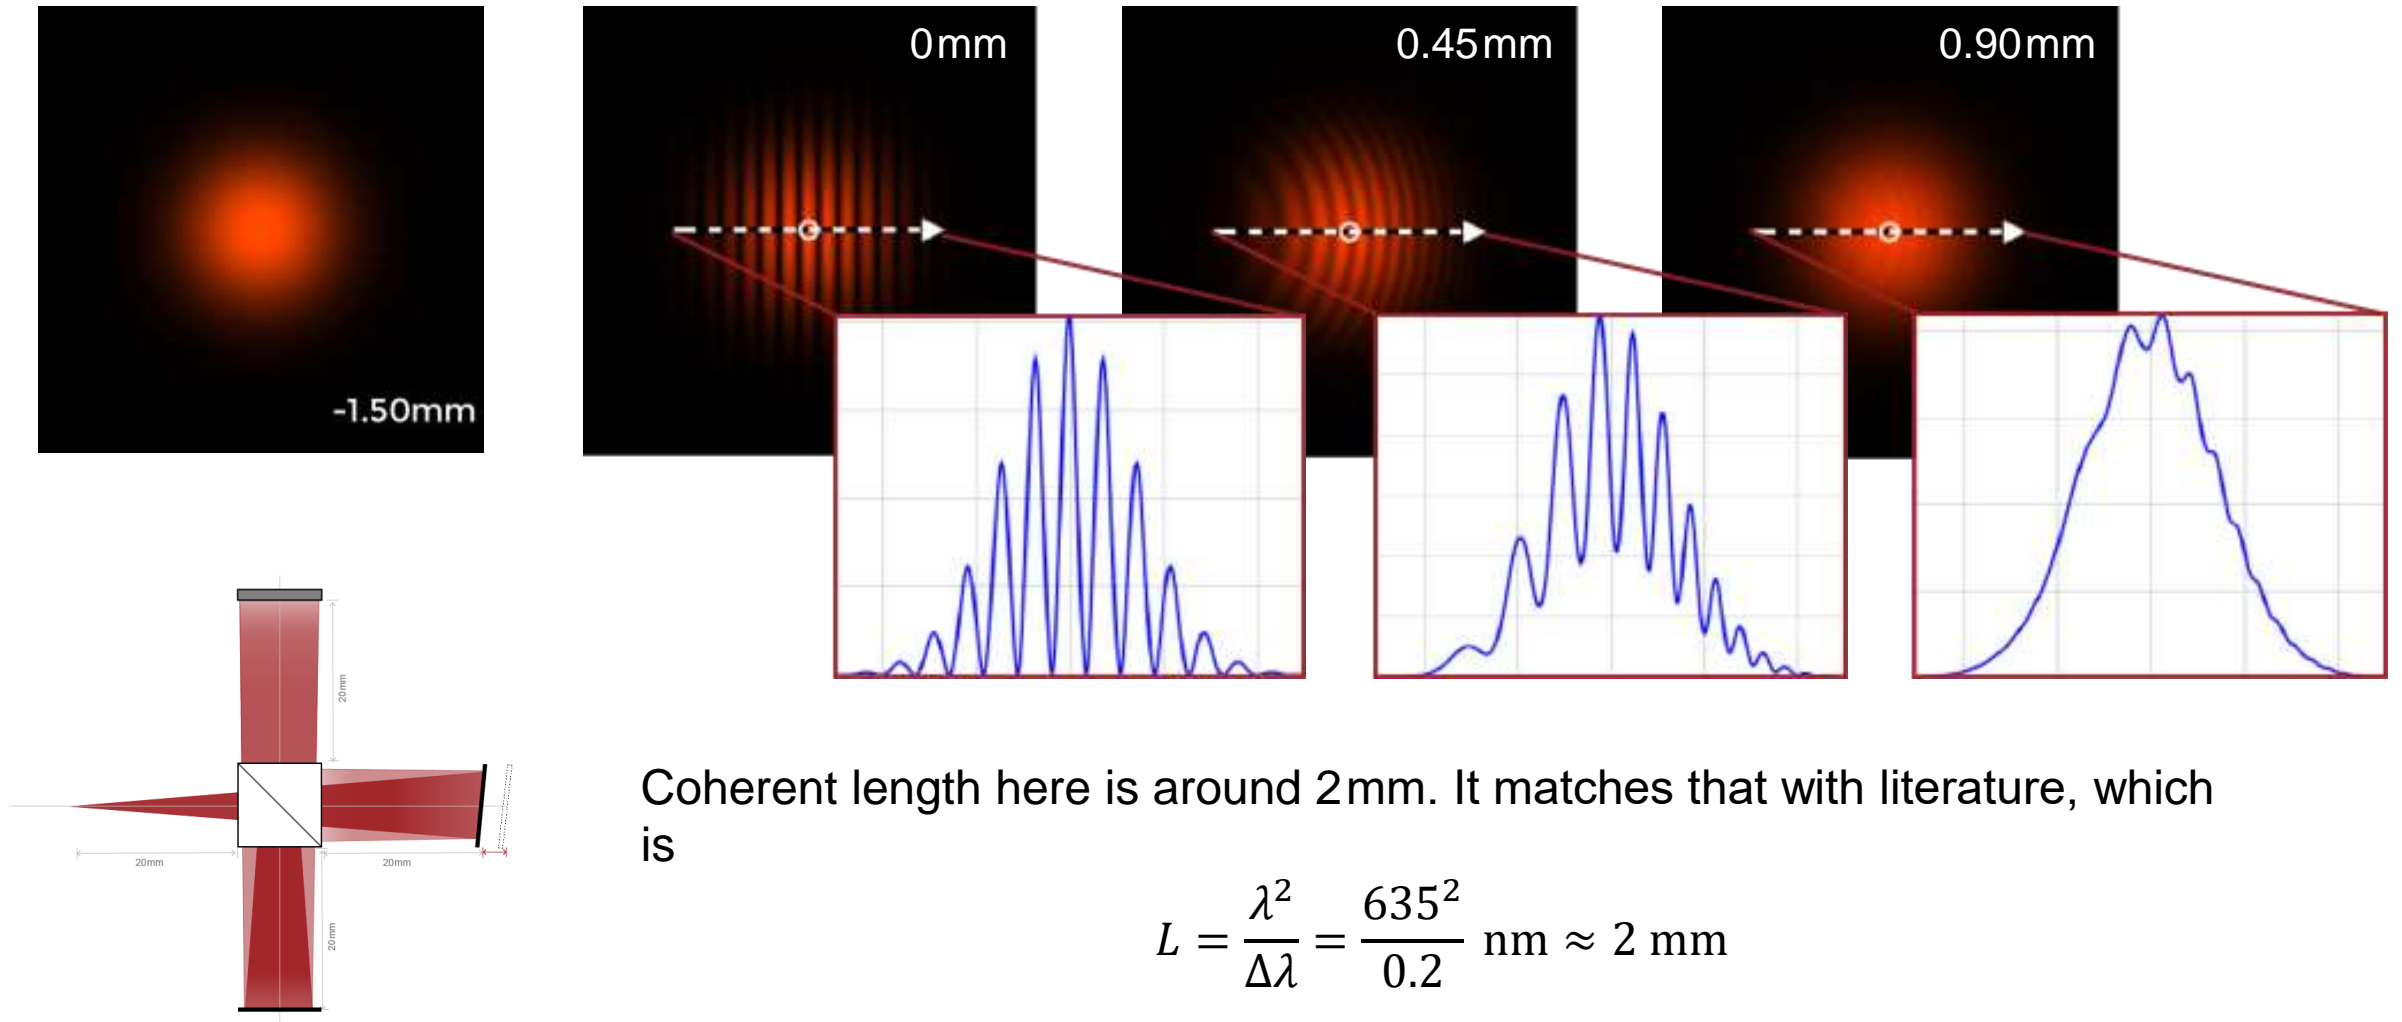 0mm
0.45mm
0.90mm
-1.50mm
20mm
20mm
20mm
20mm
Coherent length here is around 2mm. It matches that with literature, which
is
L = λ²/Δλ = 635²/0.2 nm ≈ 2 mm